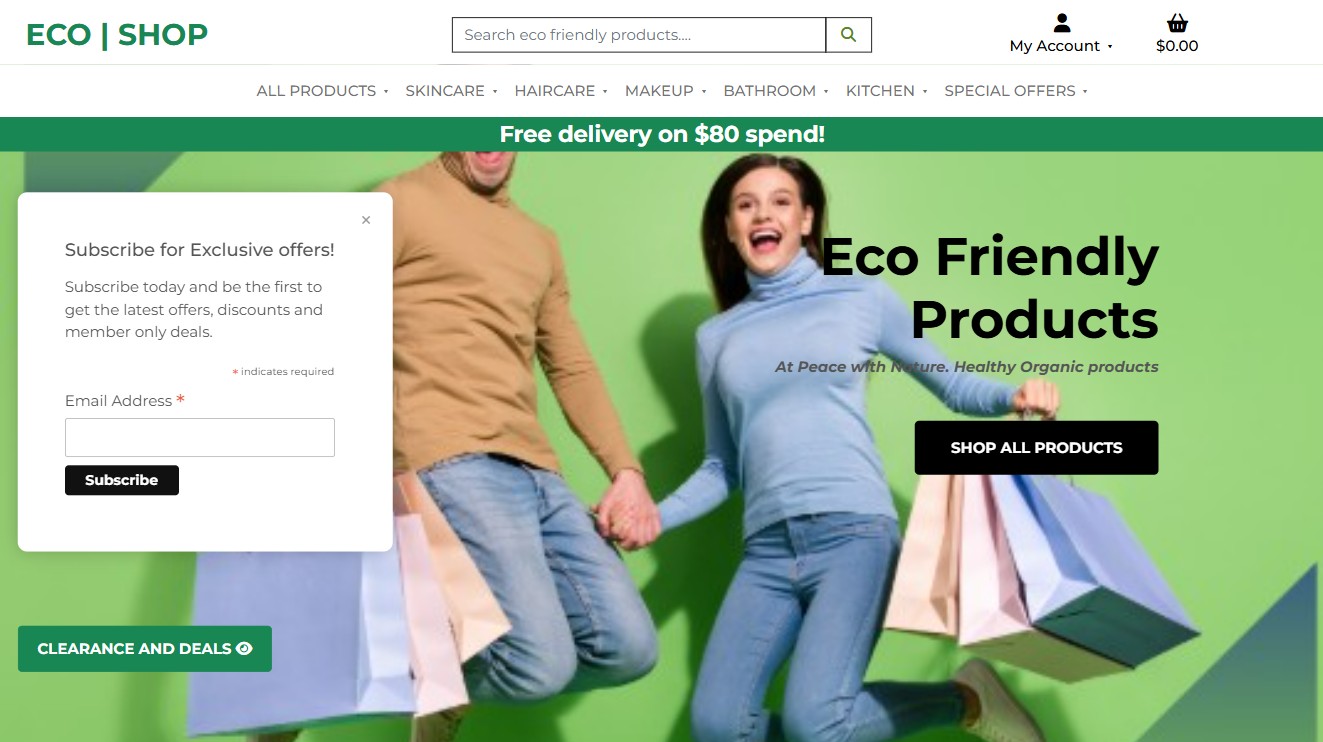 ECO | SHOP
Search eco friendly products....
My Account
$0.00
ALL PRODUCTS SKINCARE HAIRCARE MAKEUP BATHROOM KITCHEN SPECIAL OFFERS
Free delivery on $80 spend!
×
Subscribe for Exclusive offers!
Subscribe today and be the first to
get the latest offers, discounts and
member only deals.
* indicates required
Email Address *
Subscribe
Eco Friendly
Products
At Peace with Nature. Healthy Organic products
SHOP ALL PRODUCTS
CLEARANCE AND DEALS